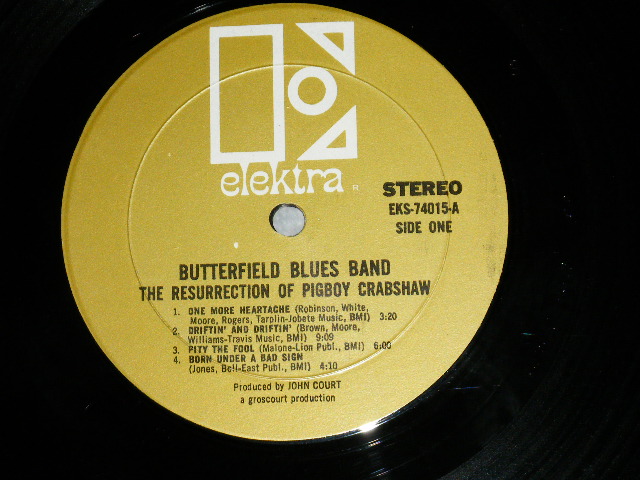 elektra
R
STEREO
EKS-74015-A
SIDE ONE
BUTTERFIELD BLUES BAND
THE RESURRECTION OF PIGBOY CRABSHAW
1. ONE MORE HEARTACHE (Robinson, White,
Moore, Rogers, Tarplin-Jobete Music, BMI) 3:20
2. DRIFTIN' AND DRIFTIN' (Brown, Moore,
Williams-Travis Music, BMI) 9:09
3. PITY THE FOOL (Malone-Lion Publ., BMI) 6:00
4. BORN UNDER A BAD SIGN
(Jones, Bell-East Publ., BMI) 4:10
Produced by JOHN COURT
a groscourt production